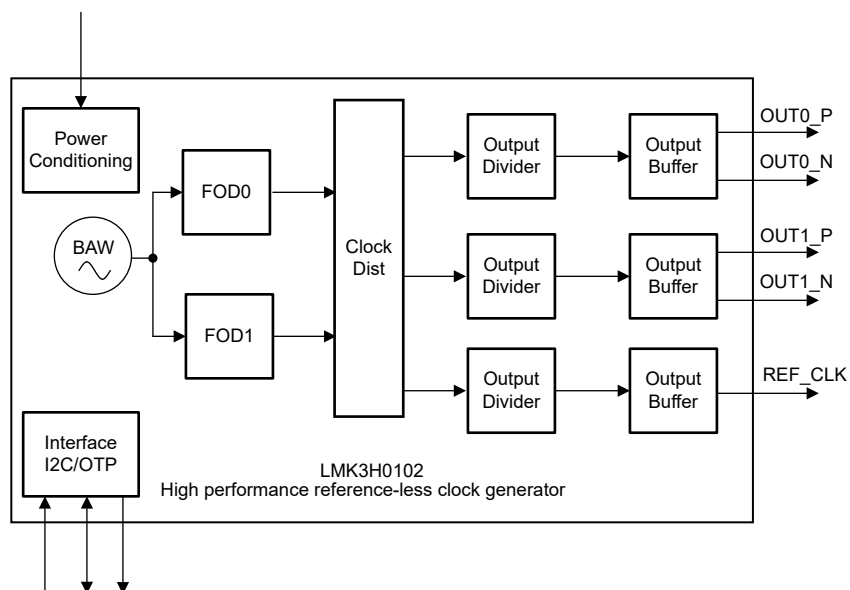 OUT0_P
Power
Conditioning
Output
Divider
Output
Buffer
OUT0_N
FOD0
BAW
Clock
Dist
OUT1_P
Output
Divider
Output
Buffer
OUT1_N
FOD1
Output
Divider
Output
Buffer
REF_CLK
Interface
I2C/OTP
LMK3H0102
High performance reference-less clock generator